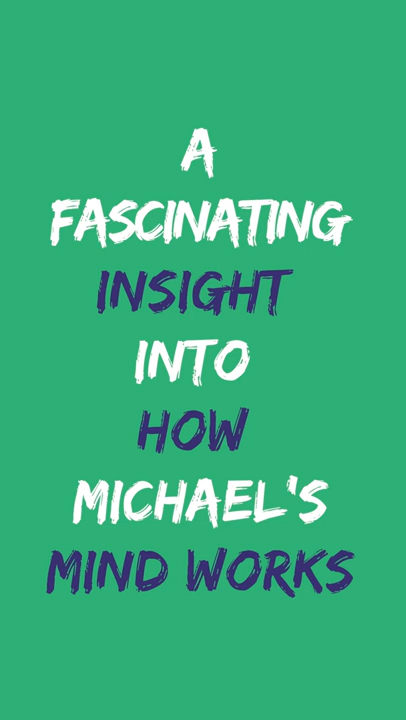 A
FASCINATING
INSIGHT
INTO
HOW
MICHAEL'S
MIND WORKS